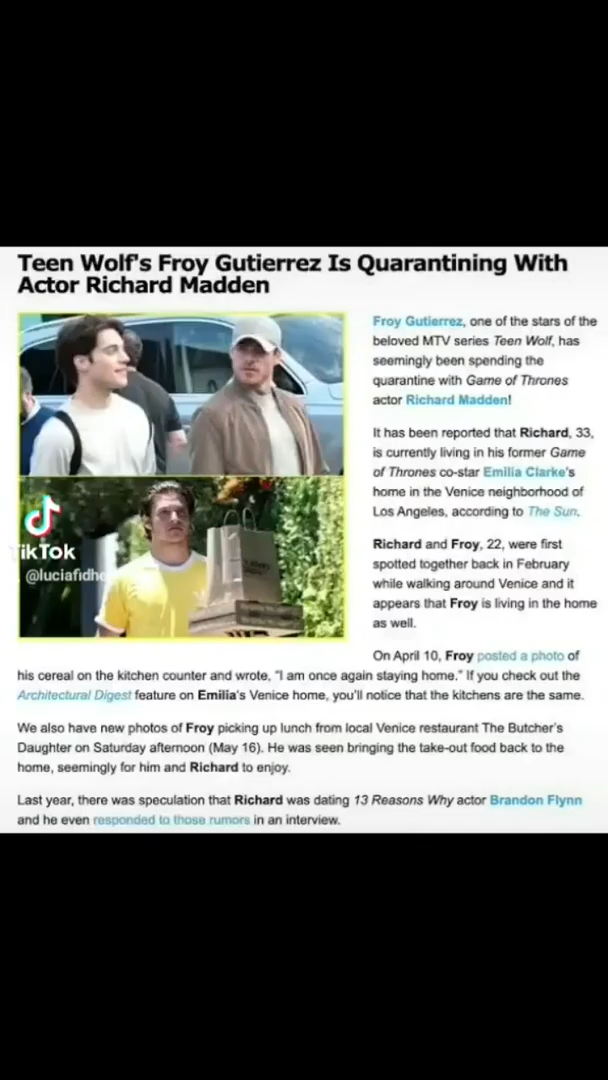 Teen Wolf's Froy Gutierrez Is Quarantining With
Actor Richard Madden
Froy Gutierrez, one of the stars of the
beloved MTV series Teen Wolf, has
seemingly been spending the
quarantine with Game of Thrones
actor Richard Madden!
It has been reported that Richard, 33,
is currently living in his former Game
of Thrones co-star Emilia Clarke's
home in the Venice neighborhood of
Los Angeles, according to The Sun.
Richard and Froy, 22, were first
spotted together back in February
while walking around Venice and it
appears that Froy is living in the home
as well.
On April 10, Froy posted a photo of
his cereal on the kitchen counter and wrote, "I am once again staying home." If you check out the
Architectural Digest feature on Emilia's Venice home, you'll notice that the kitchens are the same.
We also have new photos of Froy picking up lunch from local Venice restaurant The Butcher's
Daughter on Saturday afternoon (May 16). He was seen bringing the take-out food back to the
home, seemingly for him and Richard to enjoy.
Last year, there was speculation that Richard was dating 13 Reasons Why actor Brandon Flynn
and he even responded to those rumors in an interview.
TikTok
@luciafidhe